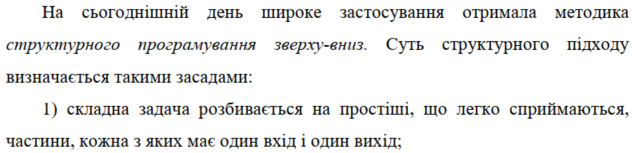 На сьогоднішній день широке застосування отримала методика
структурного програмування зверху-вниз. Суть структурного підходу
визначається такими засадами:
1) складна задача розбивається на простіші, що легко сприймаються,
частини, кожна з яких має один вхід і один вихід;